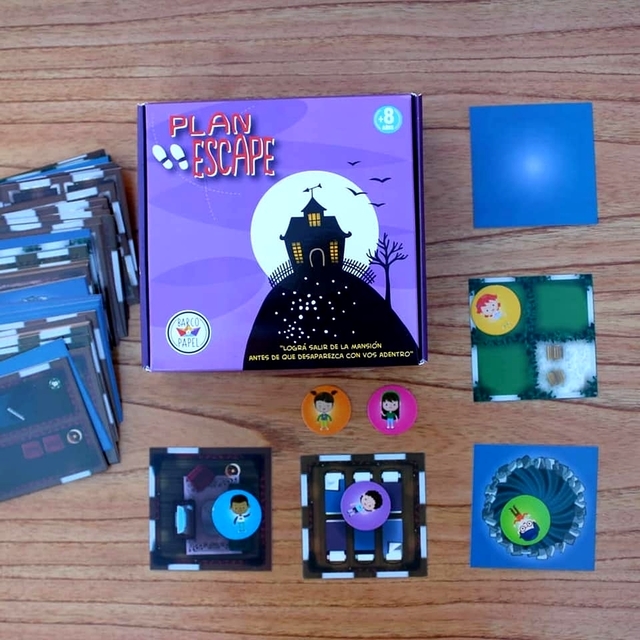 PLAN
ESCAPE
+8
BARCO
PAPEL
"LOGRÁ SALIR DE LA MANSIÓN
ANTES DE QUE DESAPAREZCA CON VOS ADENTRO"